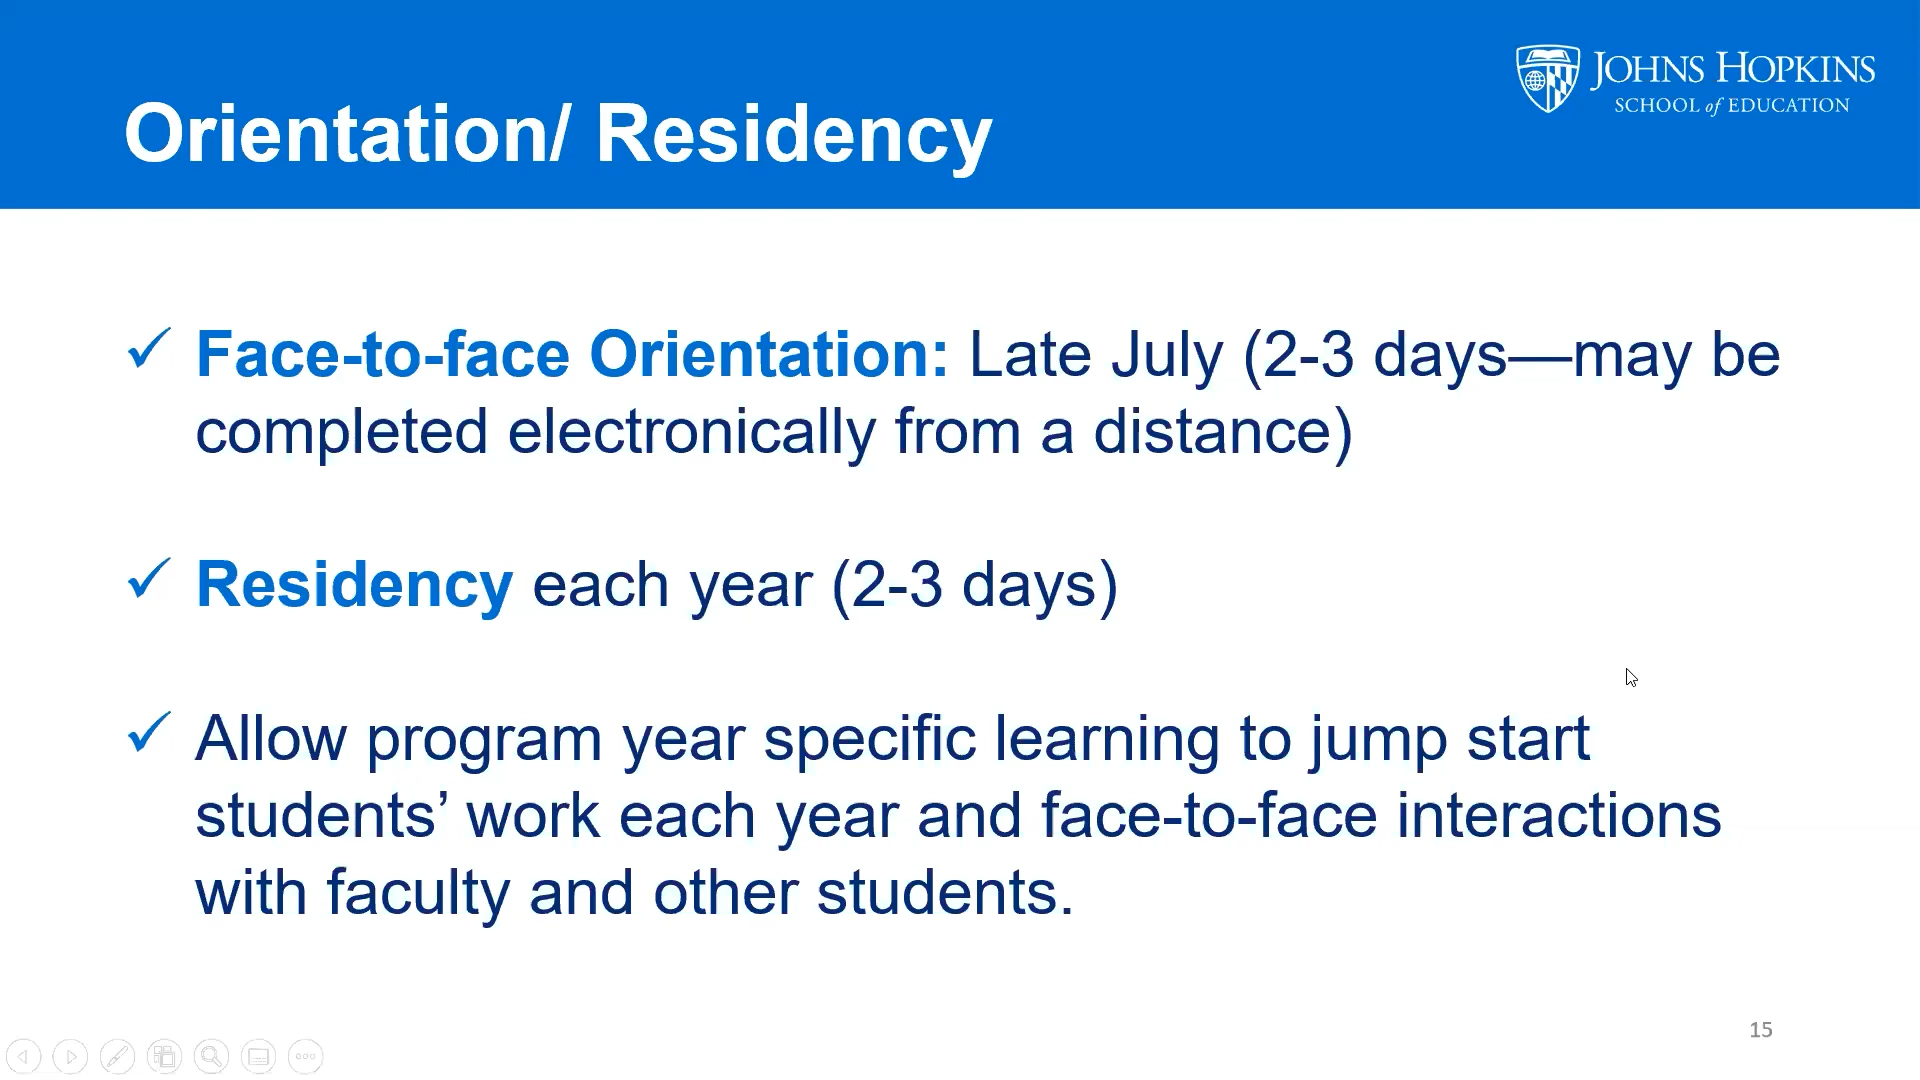 JOHNS HOPKINS
SCHOOL of EDUCATION
Orientation/ Residency
✓ Face-to-face Orientation: Late July (2-3 days—may be
completed electronically from a distance)
✓ Residency each year (2-3 days)
✓ Allow program year specific learning to jump start
students’ work each year and face-to-face interactions
with faculty and other students.
15